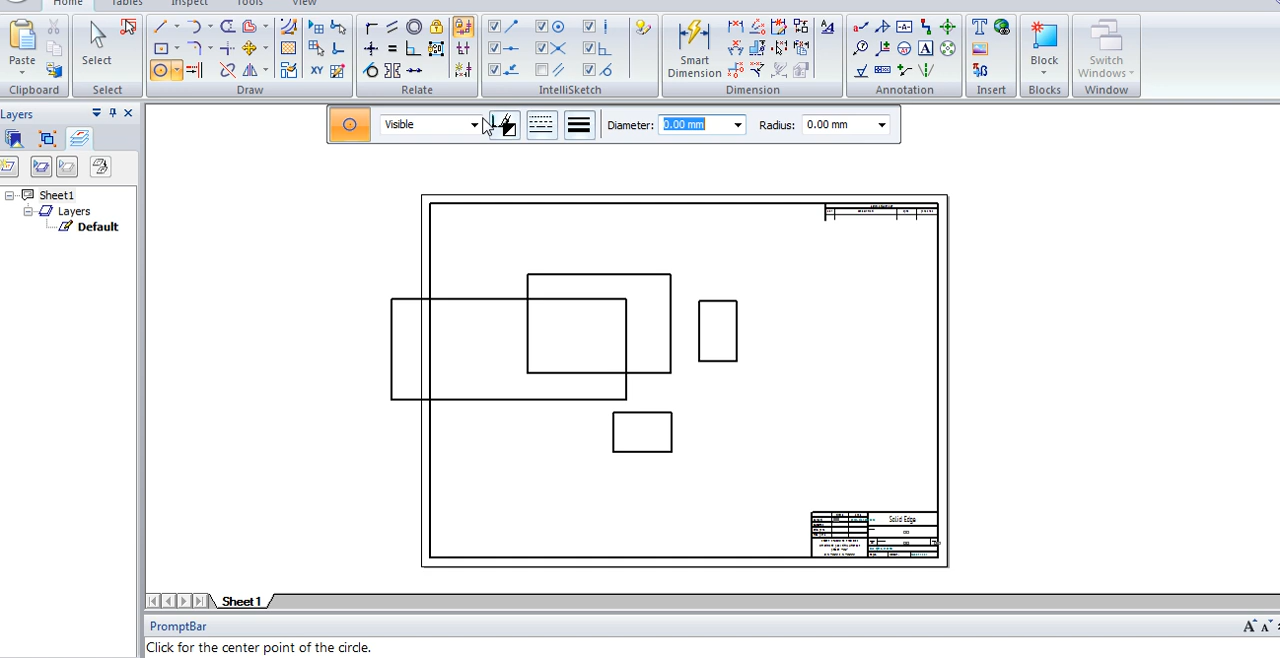 Home Tables Inspect Tools View
Paste
Select
Smart
Dimension
Block
Switch
Windows
Clipboard Select Draw Relate IntelliSketch Dimension Annotation Insert Blocks Window
XY
A
T
Layers
Visible Diameter: 0.00 mm Radius: 0.00 mm
Sheet1
Layers
Default
Solid Edge
Sheet1
PromptBar
Click for the center point of the circle.